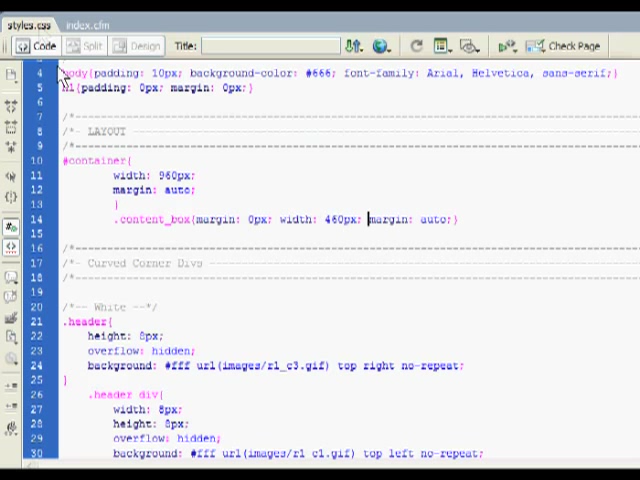 styles.css index.cfm
Code Split Design Title: Check Page
4 body{padding: 10px; background-color: #666; font-family: Arial, Helvetica, sans-serif;}
5 h1{padding: 0px; margin: 0px;}
6
7 /*-----------------------------------------------------------------
8 /*- LAYOUT -----------------------------------------------------------------
9 /*-----------------------------------------------------------------
10 #container{
11 width: 960px;
12 margin: auto;
13 }
14 .content_box{margin: 0px; width: 460px; margin: auto;}
15
16 /*-----------------------------------------------------------------
17 /*- Curved Corner Divs -----------------------------------------------------------------
18 /*-----------------------------------------------------------------
19
20 /*-- White --*/
21 .header{
22 height: 8px;
23 overflow: hidden;
24 background: #fff url(images/r1_c3.gif) top right no-repeat;
25 }
26 .header div{
27 width: 8px;
28 height: 8px;
29 overflow: hidden;
30 background: #fff url(images/r1_c1.gif) top left no-repeat;